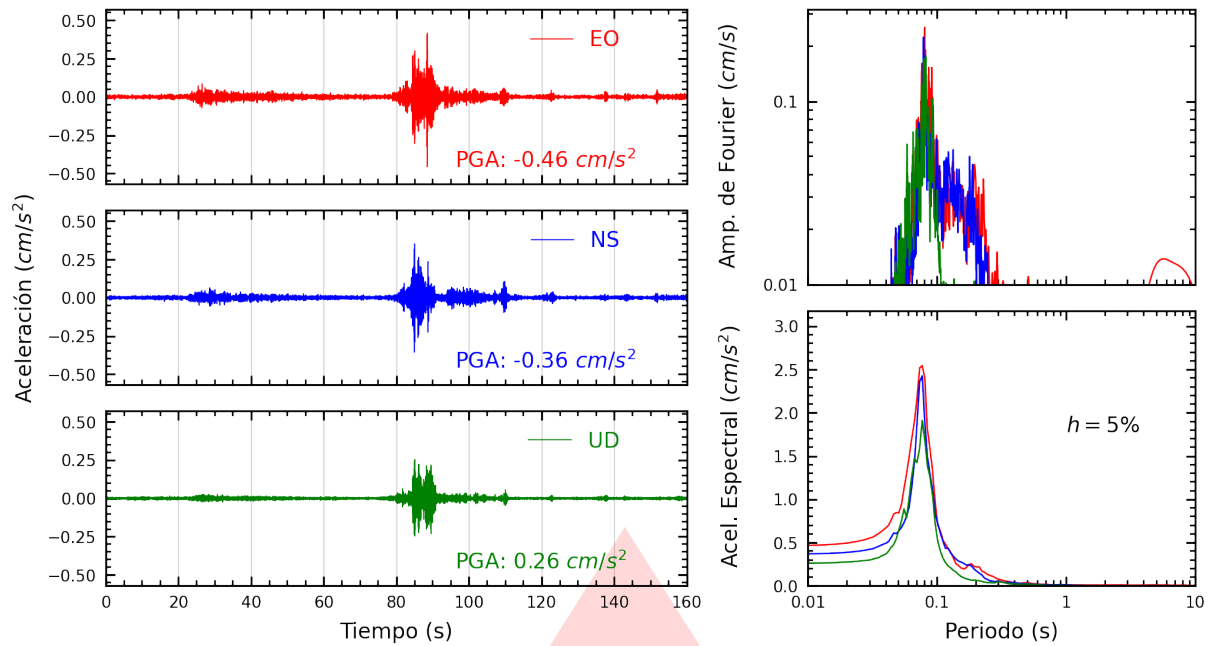 Aceleración (cm/s²)
0.50
0.25
0.00
−0.25
−0.50
EO
PGA: -0.46 cm/s²
0.50
0.25
0.00
−0.25
−0.50
NS
PGA: -0.36 cm/s²
0.50
0.25
0.00
−0.25
−0.50
UD
PGA: 0.26 cm/s²
0 20 40 60 80 100 120 140 160
Tiempo (s)
Amp. de Fourier (cm/s)
0.1
0.01
Acel. Espectral (cm/s²)
3.0
2.5
2.0
1.5
1.0
0.5
0.0
h = 5%
0.01 0.1 1 10
Periodo (s)